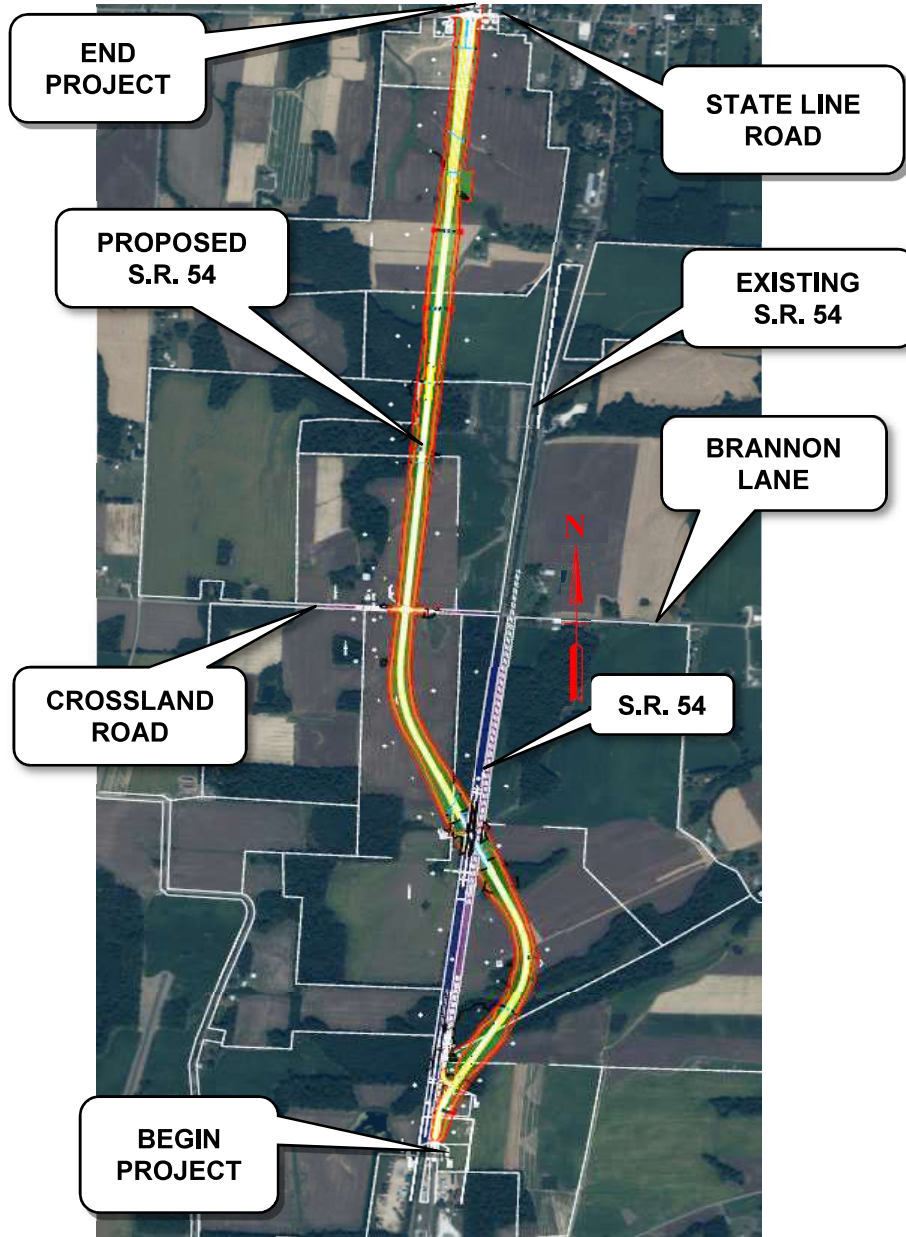 END
PROJECT
STATE LINE
ROAD
PROPOSED
S.R. 54
EXISTING
S.R. 54
BRANNON
LANE
N
CROSSLAND
ROAD
S.R. 54
BEGIN
PROJECT